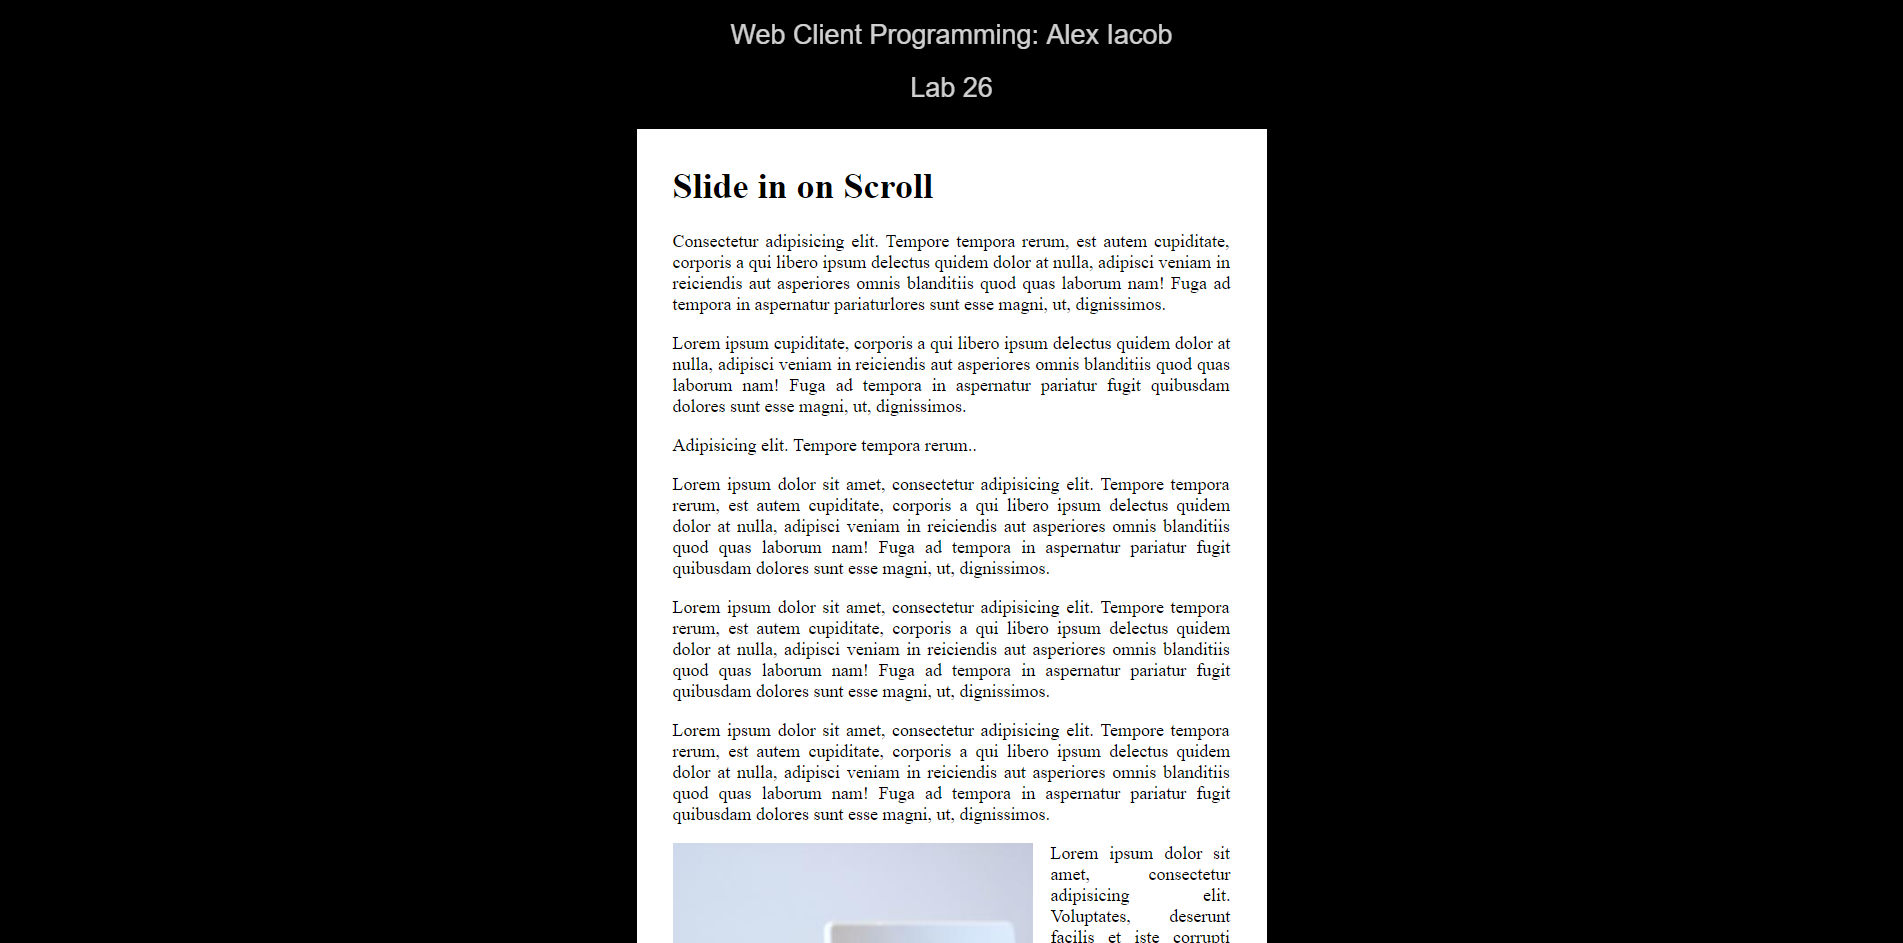 Web Client Programming: Alex Iacob
Lab 26
Slide in on Scroll
Consectetur adipisicing elit. Tempore tempora rerum, est autem cupiditate,
corporis a qui libero ipsum delectus quidem dolor at nulla, adipisci veniam in
reiciendis aut asperiores omnis blanditiis quod quas laborum nam! Fuga ad
tempora in aspernatur pariaturlores sunt esse magni, ut, dignissimos.
Lorem ipsum cupiditate, corporis a qui libero ipsum delectus quidem dolor at
nulla, adipisci veniam in reiciendis aut asperiores omnis blanditiis quod quas
laborum nam! Fuga ad tempora in aspernatur pariatur fugit quibusdam
dolores sunt esse magni, ut, dignissimos.
Adipisicing elit. Tempore tempora rerum..
Lorem ipsum dolor sit amet, consectetur adipisicing elit. Tempore tempora
rerum, est autem cupiditate, corporis a qui libero ipsum delectus quidem
dolor at nulla, adipisci veniam in reiciendis aut asperiores omnis blanditiis
quod quas laborum nam! Fuga ad tempora in aspernatur pariatur fugit
quibusdam dolores sunt esse magni, ut, dignissimos.
Lorem ipsum dolor sit amet, consectetur adipisicing elit. Tempore tempora
rerum, est autem cupiditate, corporis a qui libero ipsum delectus quidem
dolor at nulla, adipisci veniam in reiciendis aut asperiores omnis blanditiis
quod quas laborum nam! Fuga ad tempora in aspernatur pariatur fugit
quibusdam dolores sunt esse magni, ut, dignissimos.
Lorem ipsum dolor sit amet, consectetur adipisicing elit. Tempore tempora
rerum, est autem cupiditate, corporis a qui libero ipsum delectus quidem
dolor at nulla, adipisci veniam in reiciendis aut asperiores omnis blanditiis
quod quas laborum nam! Fuga ad tempora in aspernatur pariatur fugit
quibusdam dolores sunt esse magni, ut, dignissimos.
Lorem ipsum dolor sit
amet, consectetur
adipisicing elit.
Voluptates, deserunt
facilis et iste corrupti